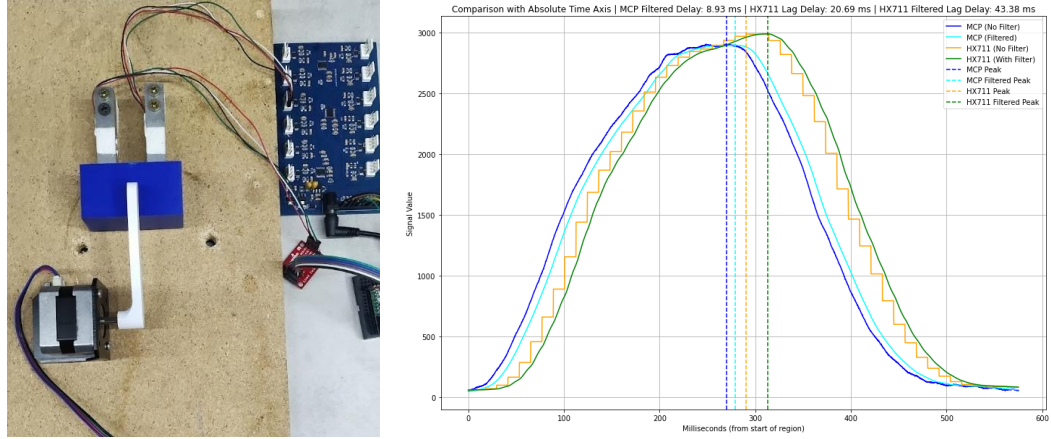 Comparison with Absolute Time Axis | MCP Filtered Delay: 8.93 ms | HX711 Lag Delay: 20.69 ms | HX711 Filtered Lag Delay: 43.38 ms
3000
2500
2000
1500
1000
500
0
Signal Value
0 100 200 300 400 500 600
Milliseconds (from start of region)
MCP (No Filter)
MCP (Filtered)
HX711 (No Filter)
HX711 (With Filter)
MCP Peak
MCP Filtered Peak
HX711 Peak
HX711 Filtered Peak